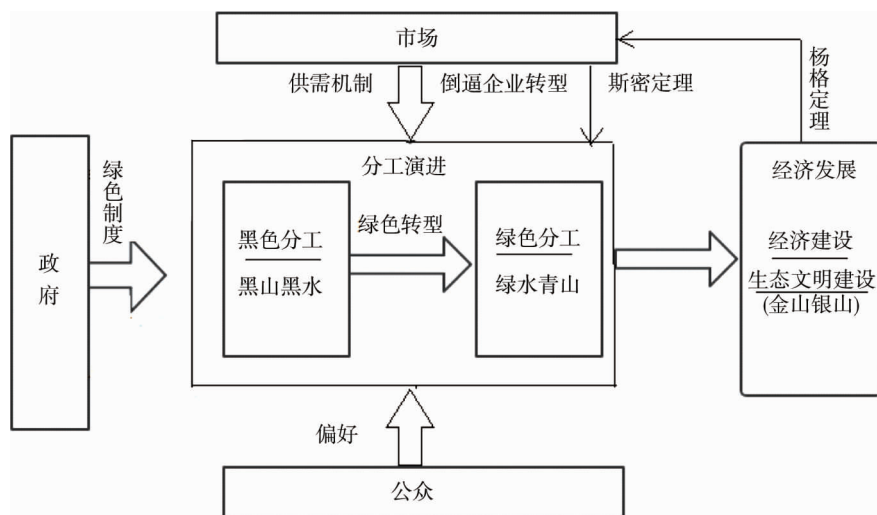 市场
供需机制
倒逼企业转型
斯密定理
杨格定理
分工演进
经济发展
绿色制度
政府
黑色分工
黑山黑水
绿色转型
绿色分工
绿水青山
经济建设
生态文明建设
(金山银山)
偏好
公众